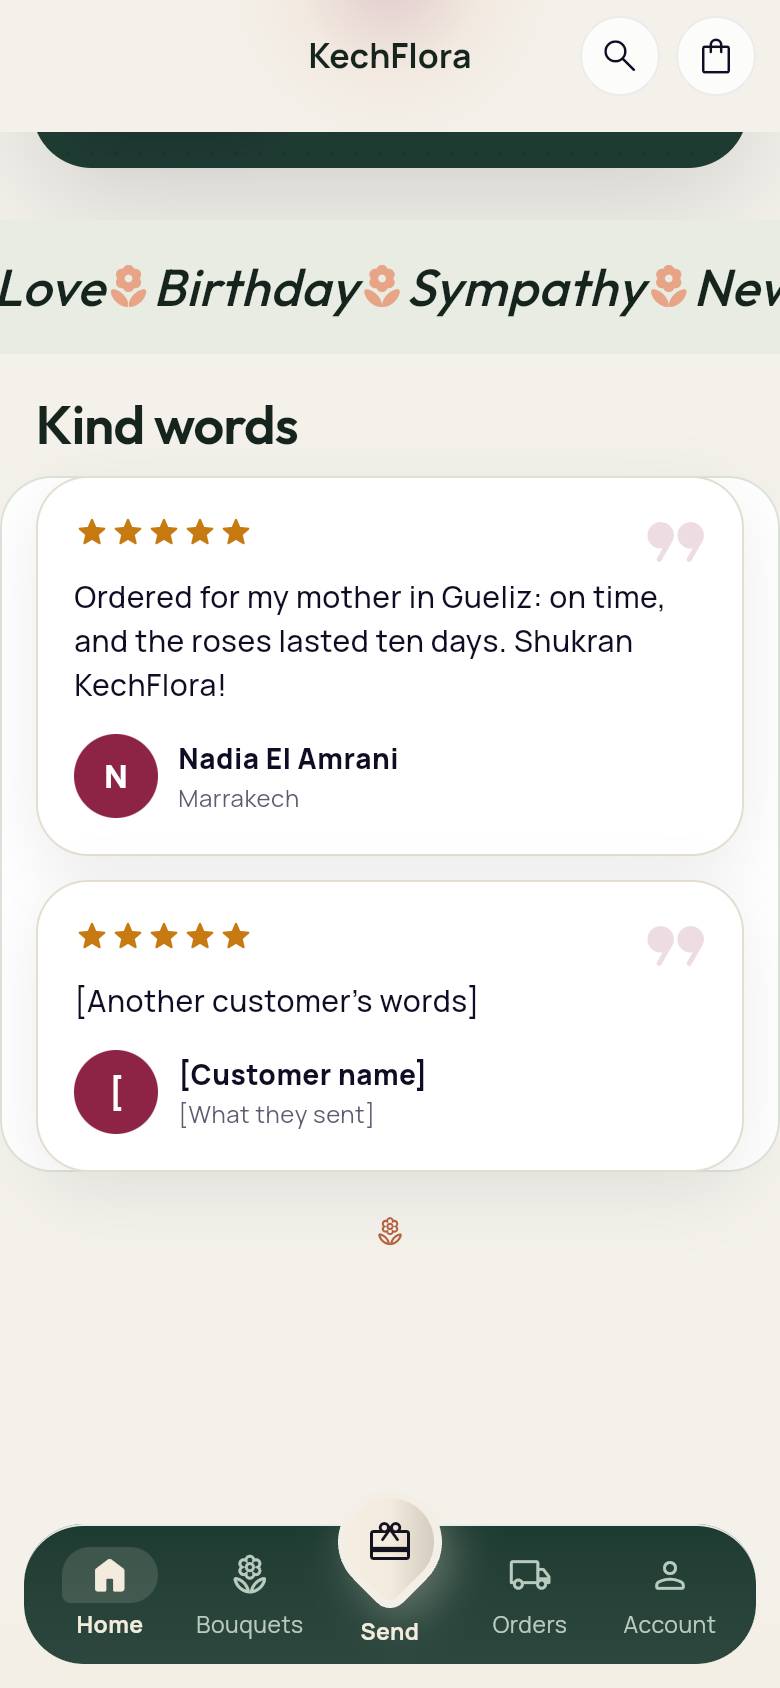 KechFlora
Love Birthday Sympathy New
Kind words
Ordered for my mother in Gueliz: on time,
and the roses lasted ten days. Shukran
KechFlora!
N
Nadia El Amrani
Marrakech
[Another customer's words]
[
[Customer name]
[What they sent]
Home
Bouquets
Send
Orders
Account